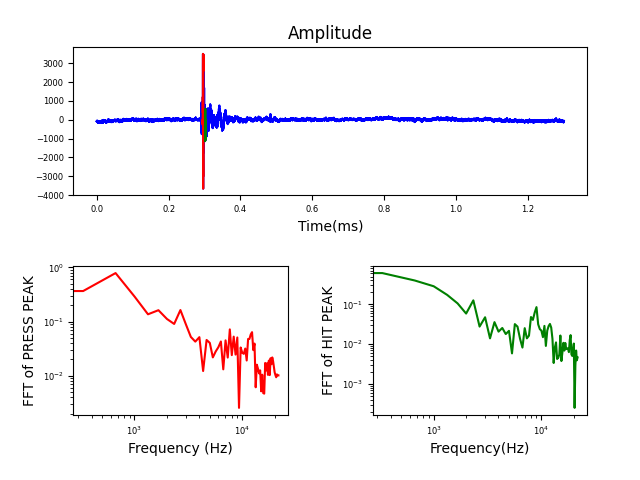 Amplitude
3000
2000
1000
0
−1000
−2000
−3000
−4000
0.0 0.2 0.4 0.6 0.8 1.0 1.2
Time(ms)
FFT of PRESS PEAK
10⁰
10⁻¹
10⁻²
10³ 10⁴
Frequency (Hz)
FFT of HIT PEAK
10⁻¹
10⁻²
10⁻³
10³ 10⁴
Frequency(Hz)